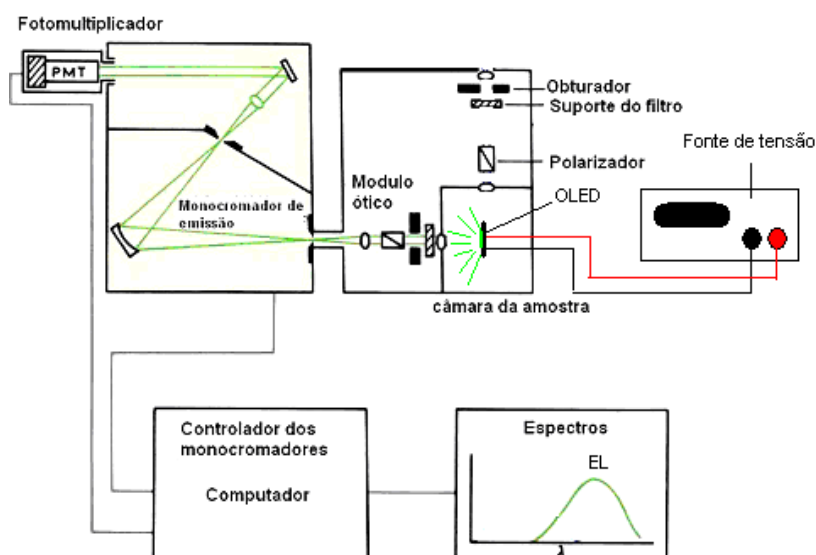 Fotomultiplicador
PMT
Obturador
Suporte do filtro
Fonte de tensão
Polarizador
Modulo
ótico
OLED
Monocromador de
emissão
câmara da amostra
Controlador dos
monocromadores
Computador
Espectros
EL
λ